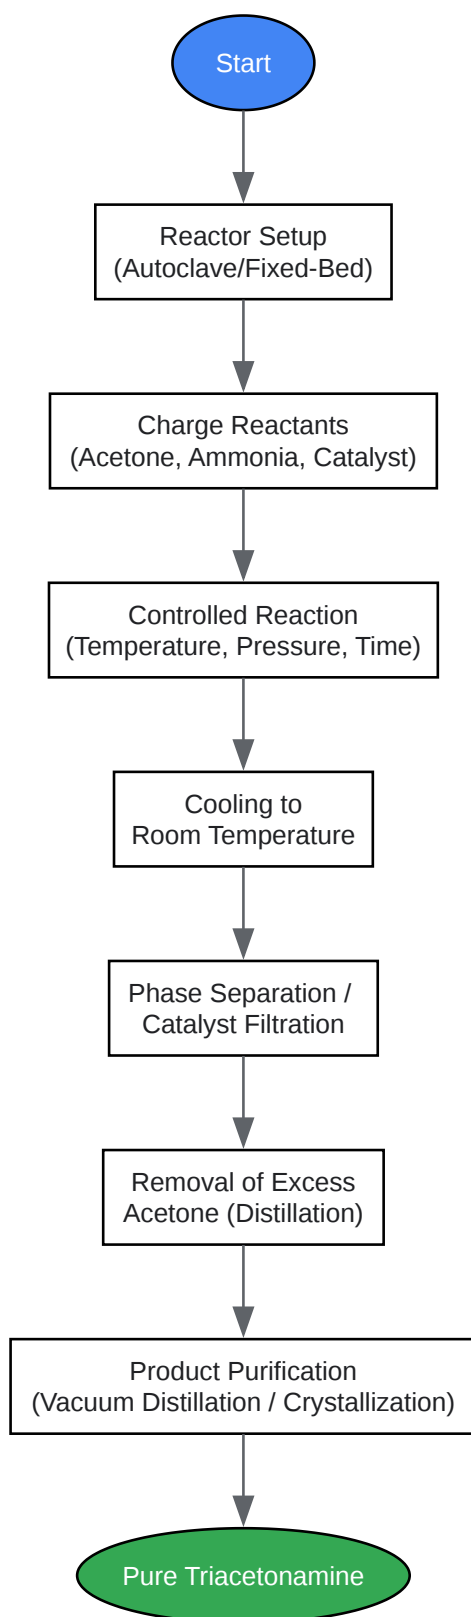 Start
Reactor Setup
(Autoclave/Fixed-Bed)
Charge Reactants
(Acetone, Ammonia, Catalyst)
Controlled Reaction
(Temperature, Pressure, Time)
Cooling to
Room Temperature
Phase Separation /
Catalyst Filtration
Removal of Excess
Acetone (Distillation)
Product Purification
(Vacuum Distillation / Crystallization)
Pure Triacetonamine